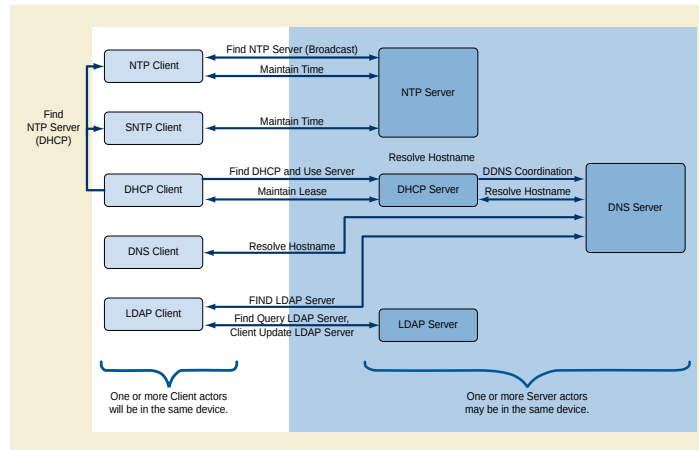 Find NTP Server (Broadcast)
NTP Client
Maintain Time
NTP Server
Find
NTP Server
(DHCP)
SNTP Client
Maintain Time
Resolve Hostname
Find DHCP and Use Server
DDNS Coordination
DHCP Client
Maintain Lease
DHCP Server
Resolve Hostname
DNS Server
DNS Client
Resolve Hostname
FIND LDAP Server
LDAP Client
Find Query LDAP Server,
Client Update LDAP Server
LDAP Server
One or more Client actors
will be in the same device.
One or more Server actors
may be in the same device.